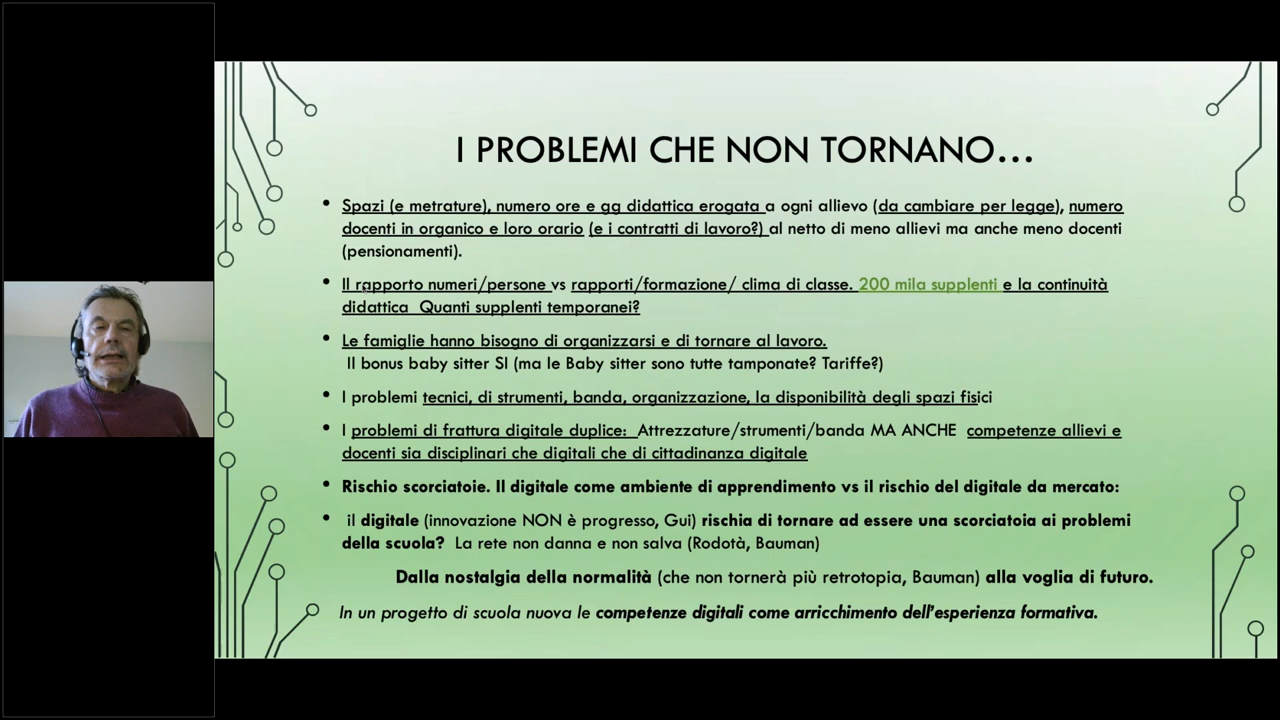 I PROBLEMI CHE NON TORNANO...
• Spazi (e metrature), numero ore e gg didattica erogata a ogni allievo (da cambiare per legge), numero
docenti in organico e loro orario (e i contratti di lavoro?) al netto di meno allievi ma anche meno docenti
(pensionamenti).
• Il rapporto numeri/persone vs rapporti/formazione/ clima di classe. 200 mila supplenti e la continuità
didattica Quanti supplenti temporanei?
• Le famiglie hanno bisogno di organizzarsi e di tornare al lavoro.
Il bonus baby sitter SI (ma le Baby sitter sono tutte tamponate? Tariffe?)
• I problemi tecnici, di strumenti, banda, organizzazione, la disponibilità degli spazi fisici
• I problemi di frattura digitale duplice: Attrezzature/strumenti/banda MA ANCHE competenze allievi e
docenti sia disciplinari che digitali che di cittadinanza digitale
• Rischio scorciatoie. Il digitale come ambiente di apprendimento vs il rischio del digitale da mercato:
• il digitale (innovazione NON è progresso, Gui) rischia di tornare ad essere una scorciatoia ai problemi
della scuola? La rete non danna e non salva (Rodotà, Bauman)
Dalla nostalgia della normalità (che non tornerà più retrotopia, Bauman) alla voglia di futuro.
In un progetto di scuola nuova le competenze digitali come arricchimento dell'esperienza formativa.